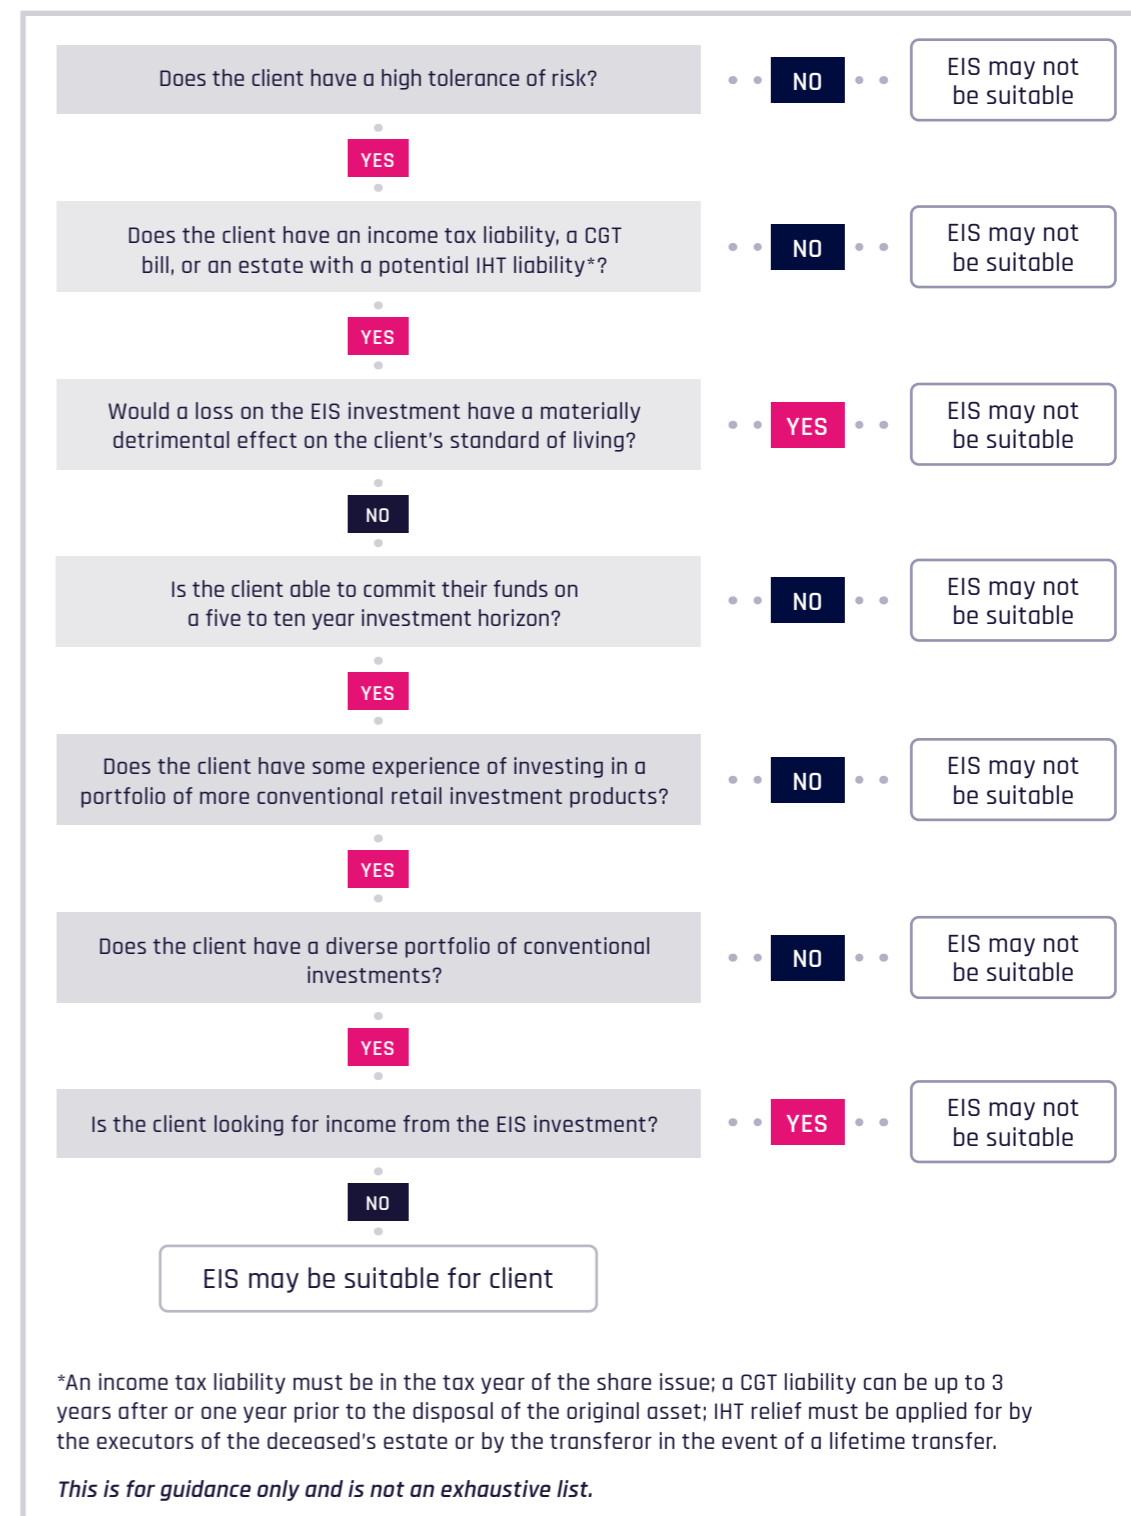 Does the client have a high tolerance of risk?
NO
EIS may not
be suitable
YES
Does the client have an income tax liability, a CGT
bill, or an estate with a potential IHT liability*?
NO
EIS may not
be suitable
YES
Would a loss on the EIS investment have a materially
detrimental effect on the client's standard of living?
YES
EIS may not
be suitable
NO
Is the client able to commit their funds on
a five to ten year investment horizon?
NO
EIS may not
be suitable
YES
Does the client have some experience of investing in a
portfolio of more conventional retail investment products?
NO
EIS may not
be suitable
YES
Does the client have a diverse portfolio of conventional
investments?
NO
EIS may not
be suitable
YES
Is the client looking for income from the EIS investment?
YES
EIS may not
be suitable
NO
EIS may be suitable for client
*An income tax liability must be in the tax year of the share issue; a CGT liability can be up to 3
years after or one year prior to the disposal of the original asset; IHT relief must be applied for by
the executors of the deceased's estate or by the transferor in the event of a lifetime transfer.
This is for guidance only and is not an exhaustive list.